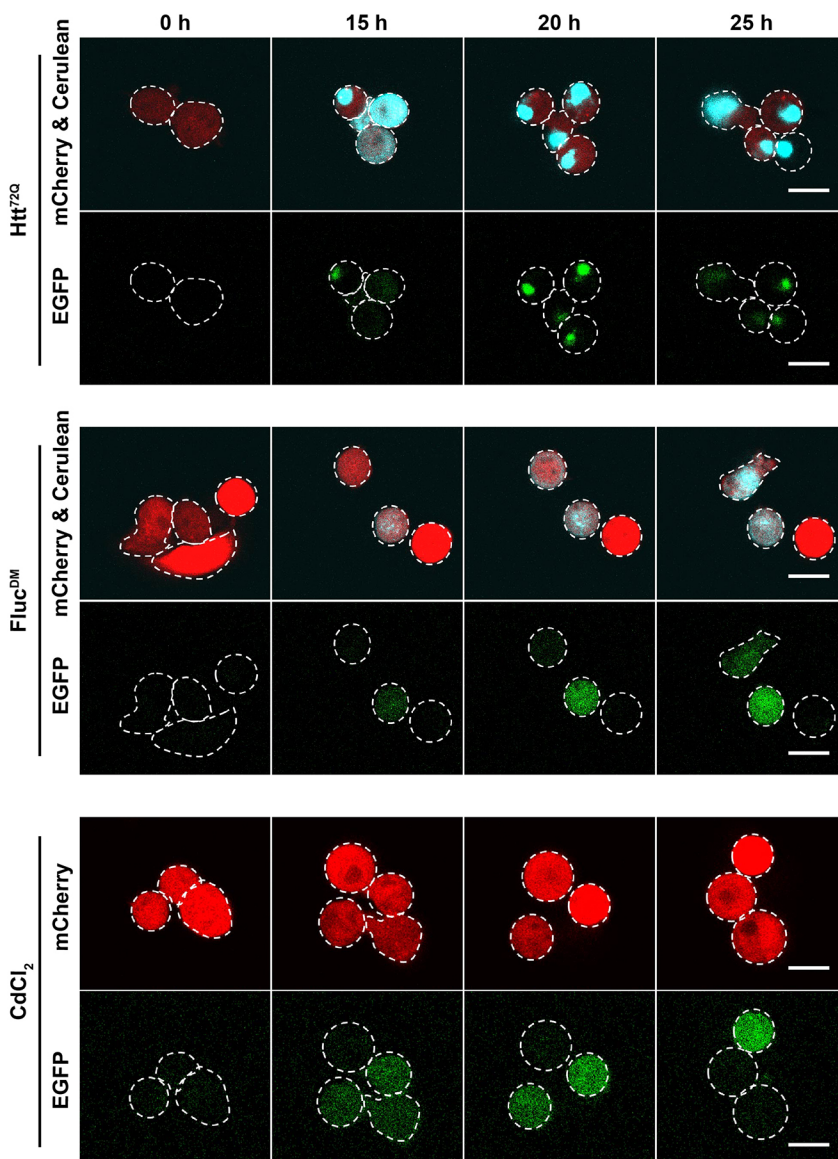 0 h 15 h 20 h 25 h
Htt72Q
mCherry & Cerulean
EGFP
FlucDM
mCherry & Cerulean
EGFP
CdCl2
mCherry
EGFP